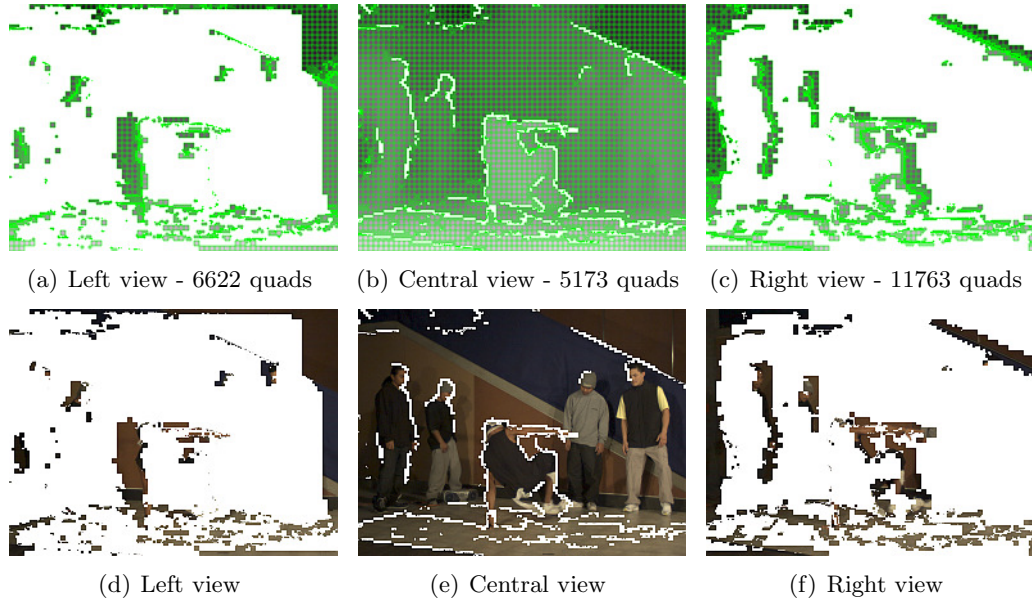 (a) Left view - 6622 quads
(b) Central view - 5173 quads
(c) Right view - 11763 quads
(d) Left view
(e) Central view
(f) Right view